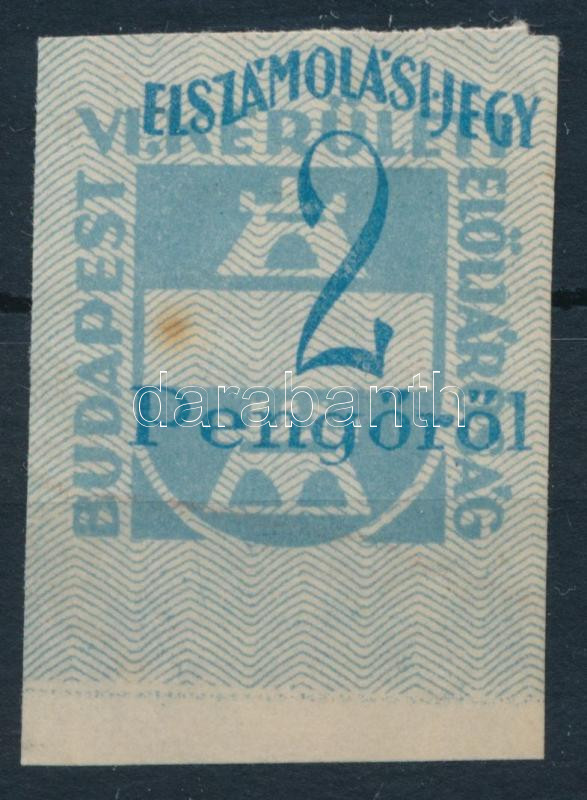 ELSZÁMOLÁSI-JEGY
VI. KERÜLETI
BUDAPEST
ELÖLJÁRÓSÁG
2
Pengőről
darabanth